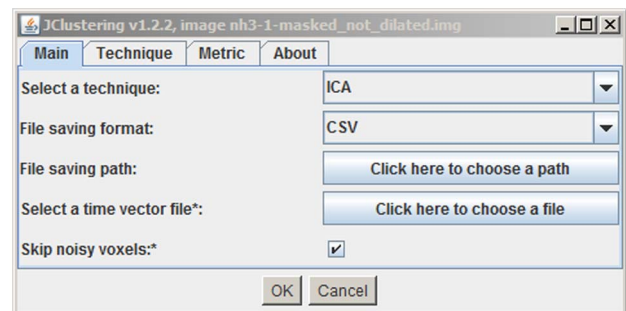 JClustering v1.2.2, image nh3-1-masked_not_dilated.img
Main Technique Metric About
Select a technique: ICA
File saving format: CSV
File saving path: Click here to choose a path
Select a time vector file*: Click here to choose a file
Skip noisy voxels:*
OK Cancel